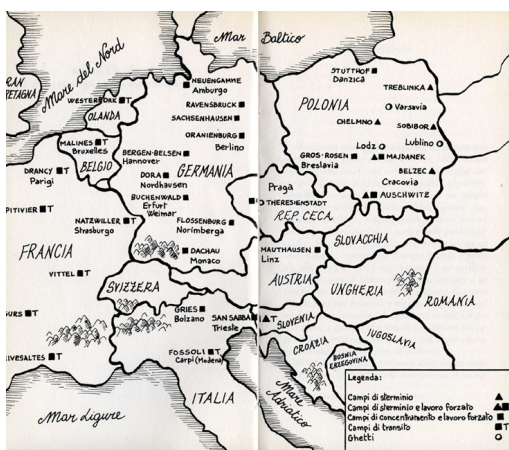 Mar
del Nord
Mare
Mar
Baltico
GRAN
BRETAGNA
NEUENGAMME
Amburgo
STUTTHOF
Danzica
TREBLINKA
WESTERBORK T
OLANDA
RAVENSBRUCK
SACHSENHAUSEN
ORANIENBURG
Berlino
POLONIA
Varsavia
CHELMNO
SOBIBOR
MALINES T
Bruxelles
BELGIO
BERGEN-BELSEN
Hannover
GERMANIA
Lodz
Lublino
GROS-ROSEN
Breslavia
MAJDANEK
DRANCY T
Parigi
DORA
Nordhausen
BELZEC
Cracovia
Pragà
AUSCHWITZ
PITIVIER T
BUCHENWALD
Erfurt
Weimar
THERESIENSTADT
REP. CECA
NATZWILLER T
Strasburgo
FLOSSENBURG
Norimberga
SLOVACCHIA
FRANCIA
DACHAU
Monaco
MAUTHAUSEN
Linz
VITTEL T
AUSTRIA
UNGHERIA
ROMANIA
SVIZZERA
GURS T
GRIES
Bolzano
SAN SABBA T
Trieste
SLOVENIA
CROAZIA
IUGOSLAVIA
RIVESALTES T
FOSSOLI T
Carpi (Modena)
BOSNIA
ERZEGOVINA
Mar Ligure
ITALIA
Mare
Adriatico
Legenda:
Campi di sterminio
Campi di sterminio e lavoro forzato
Campi di concentramento e lavoro forzato
Campi di transito T
Ghetti